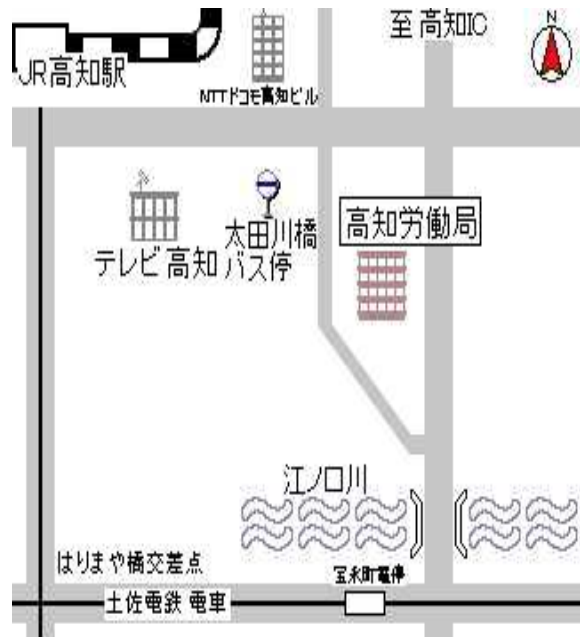 至 高知IC
N
JR高知駅
NTTドコモ高知ビル
高知労働局
太田川橋
バス停
テレビ高知
江ノ口川
はりまや橋交差点
宝永町電停
土佐電鉄 電車